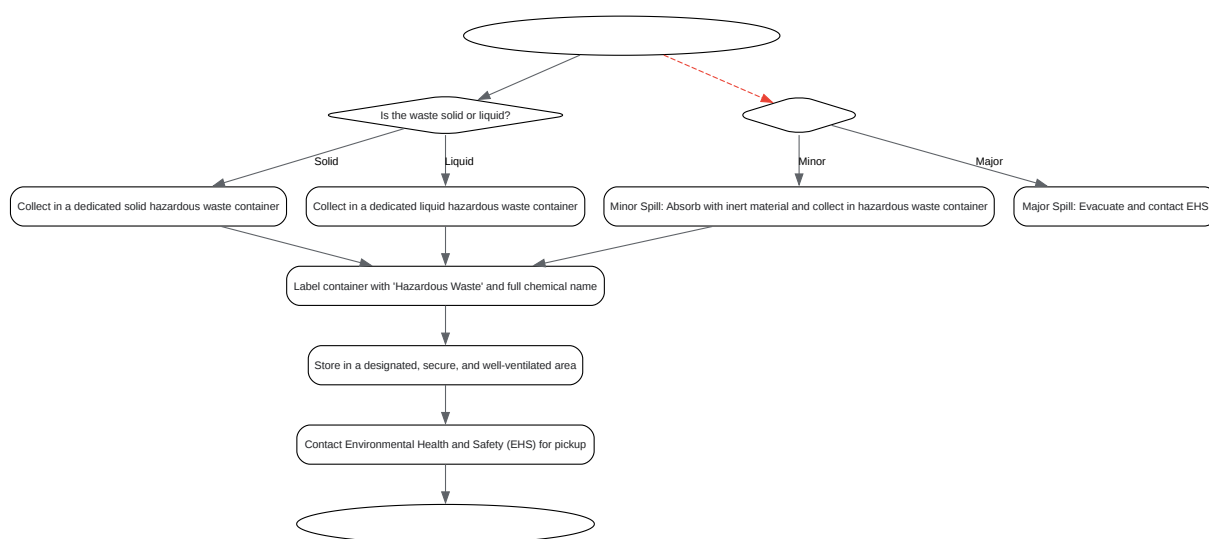 Is the waste solid or liquid?
Solid
Liquid
Minor
Major
Collect in a dedicated solid hazardous waste container
Collect in a dedicated liquid hazardous waste container
Minor Spill: Absorb with inert material and collect in hazardous waste container
Major Spill: Evacuate and contact EHS
Label container with 'Hazardous Waste' and full chemical name
Store in a designated, secure, and well-ventilated area
Contact Environmental Health and Safety (EHS) for pickup